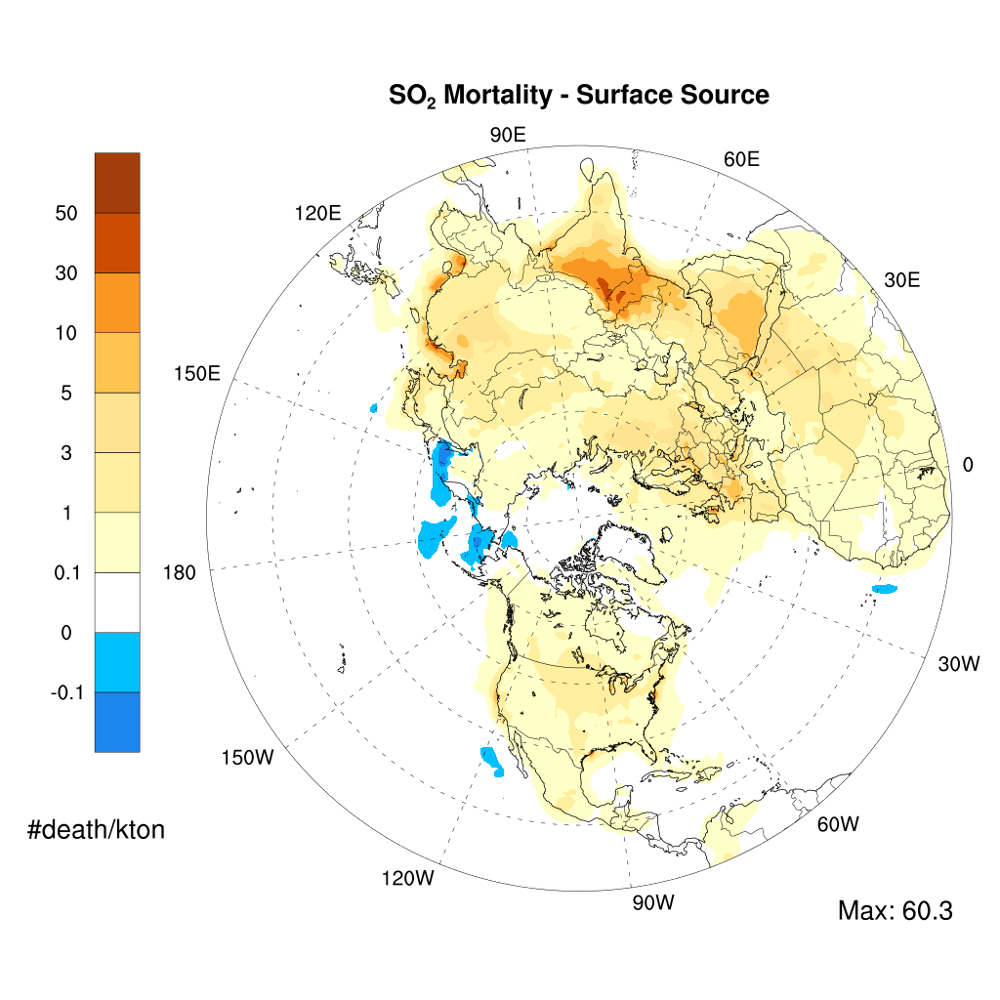 SO₂ Mortality - Surface Source
90E
60E
120E
30E
150E
0
180
30W
150W
60W
120W
90W
50
30
10
5
3
1
0.1
0
-0.1
#death/kton
Max: 60.3